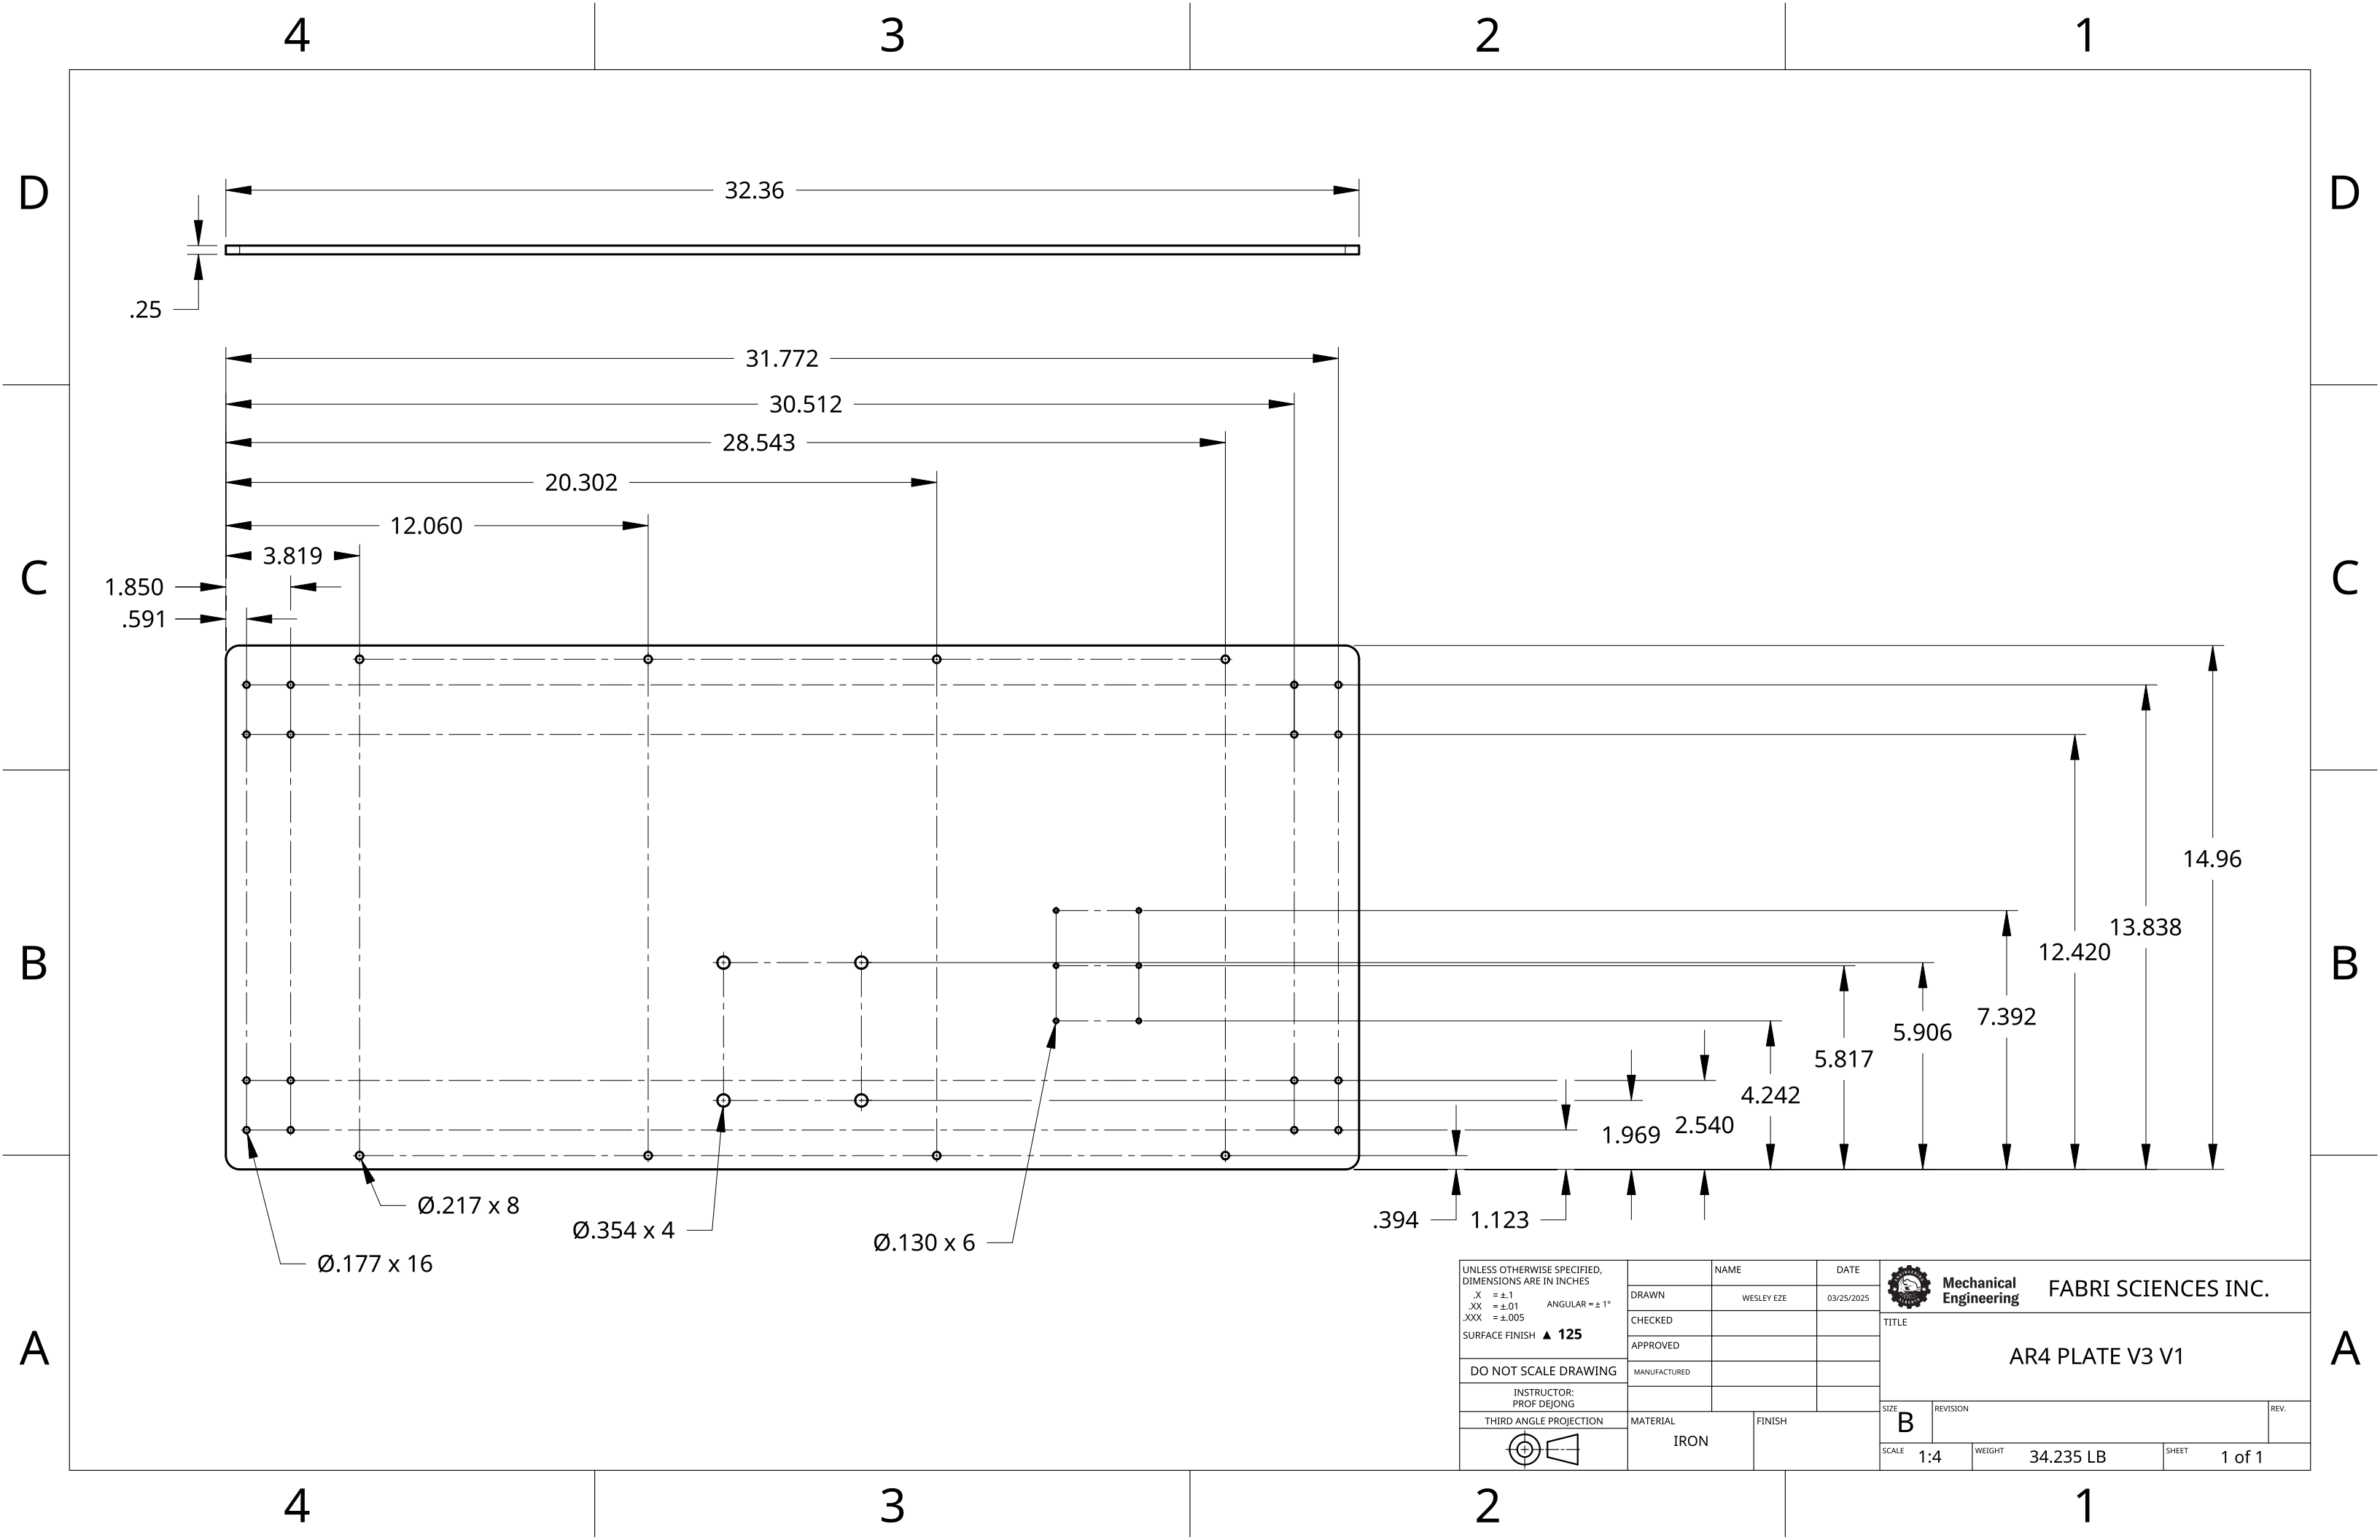 4 3 2 1
D D
32.36
.25
31.772
30.512
28.543
20.302
12.060
3.819
1.850
.591
C C
14.96
13.838
12.420
7.392
5.906
5.817
4.242
2.540
1.969
1.123
.394
B B
Ø.217 x 8
Ø.354 x 4
Ø.130 x 6
Ø.177 x 16
A A
UNLESS OTHERWISE SPECIFIED,
DIMENSIONS ARE IN INCHES
.X = ±.1
.XX = ±.01
.XXX = ±.005
ANGULAR = ± 1°
SURFACE FINISH ▲ 125
DO NOT SCALE DRAWING
INSTRUCTOR:
PROF DEJONG
THIRD ANGLE PROJECTION
NAME DATE
DRAWN WESLEY EZE 03/25/2025
CHECKED
APPROVED
MANUFACTURED
MATERIAL
IRON
FINISH
Mechanical
Engineering
FABRI SCIENCES INC.
TITLE
AR4 PLATE V3 V1
SIZE
B
REVISION
REV.
SCALE 1:4
WEIGHT 34.235 LB
SHEET 1 of 1
4 3 2 1